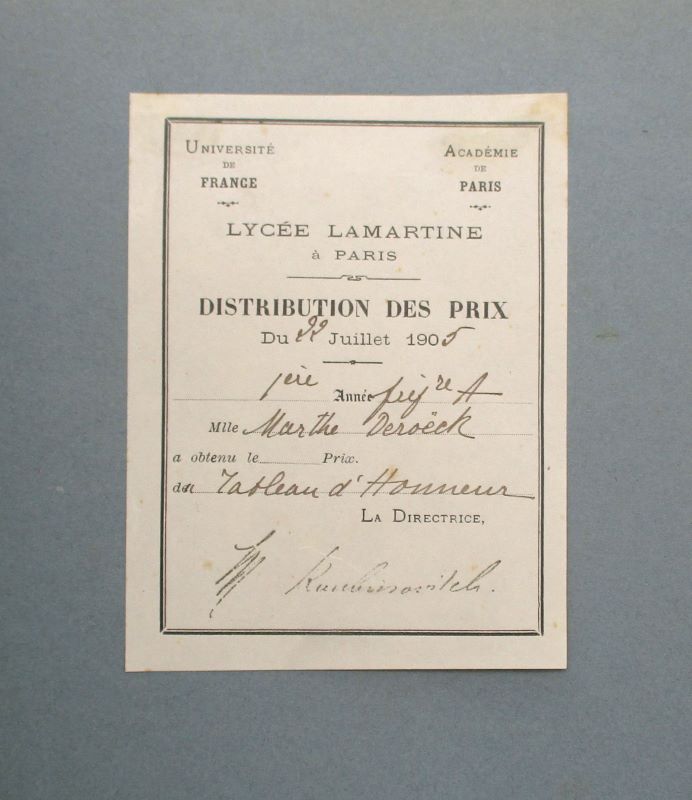 UNIVERSITÉ
DE
FRANCE
ACADÉMIE
DE
PARIS
LYCÉE LAMARTINE
à PARIS
DISTRIBUTION DES PRIX
Du 22 Juillet 1905
1ère Année A
Mlle Marthe Deroëck
a obtenu le Prix.
de Tableau d'Honneur
LA DIRECTRICE,